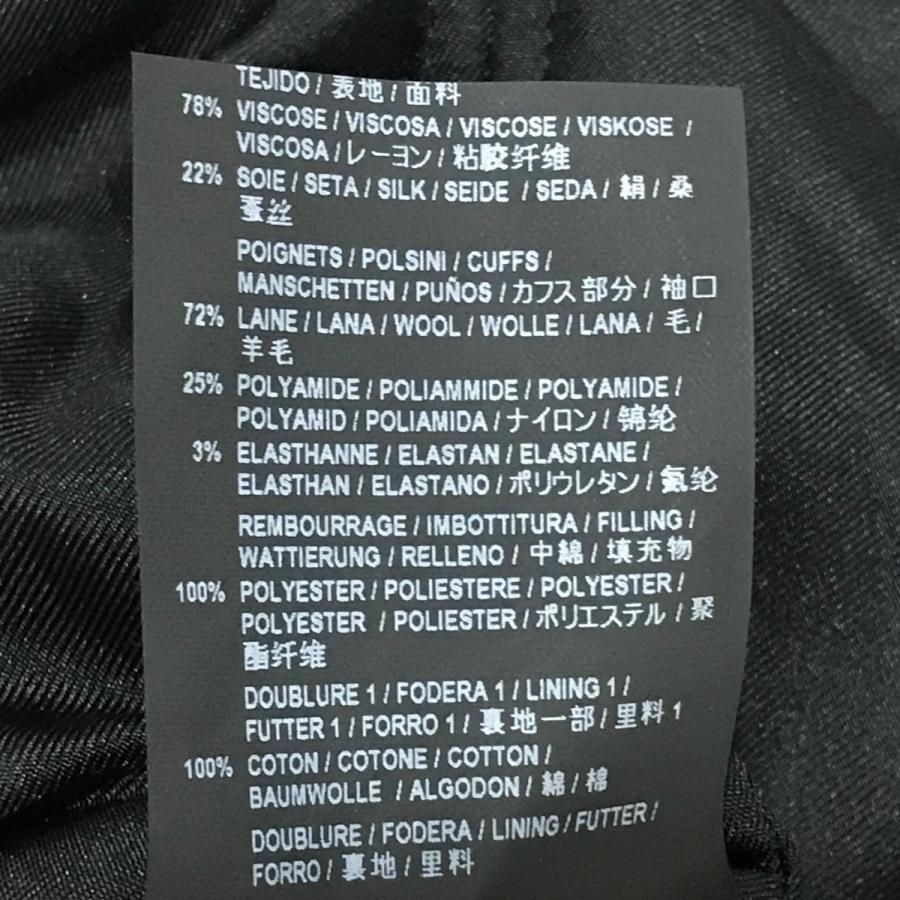 TEJIDO / 表地 / 面料
78% VISCOSE / VISCOSA / VISCOSE / VISKOSE /
VISCOSA / レーヨン / 粘胶纤维
22% SOIE / SETA / SILK / SEIDE / SEDA / 絹 / 桑
蚕丝
POIGNETS / POLSINI / CUFFS /
MANSCHETTEN / PUÑOS / カフス部分 / 袖口
72% LAINE / LANA / WOOL / WOLLE / LANA / 毛 /
羊毛
25% POLYAMIDE / POLIAMMIDE / POLYAMIDE /
POLYAMID / POLIAMIDA / ナイロン / 锦纶
3% ELASTHANNE / ELASTAN / ELASTANE /
ELASTHAN / ELASTANO / ポリウレタン / 氨纶
REMBOURRAGE / IMBOTTITURA / FILLING /
WATTIERUNG / RELLENO / 中綿 / 填充物
100% POLYESTER / POLIESTERE / POLYESTER /
POLYESTER / POLIESTER / ポリエステル / 聚
酯纤维
DOUBLURE 1 / FODERA 1 / LINING 1 /
FUTTER 1 / FORRO 1 / 裏地一部 / 里料 1
100% COTON / COTONE / COTTON /
BAUMWOLLE / ALGODON / 綿 / 棉
DOUBLURE / FODERA / LINING / FUTTER /
FORRO / 裏地 / 里料